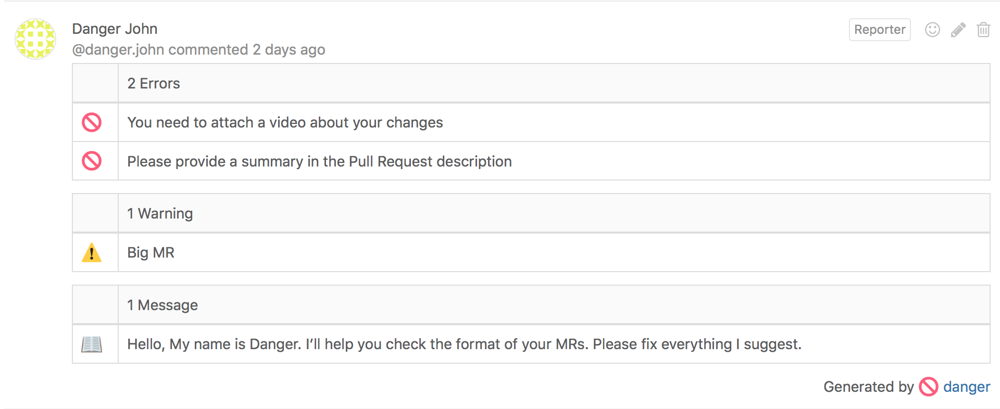 Danger John
Reporter
@danger.john commented 2 days ago
2 Errors
You need to attach a video about your changes
Please provide a summary in the Pull Request description
1 Warning
Big MR
1 Message
Hello, My name is Danger. I’ll help you check the format of your MRs. Please fix everything I suggest.
Generated by danger